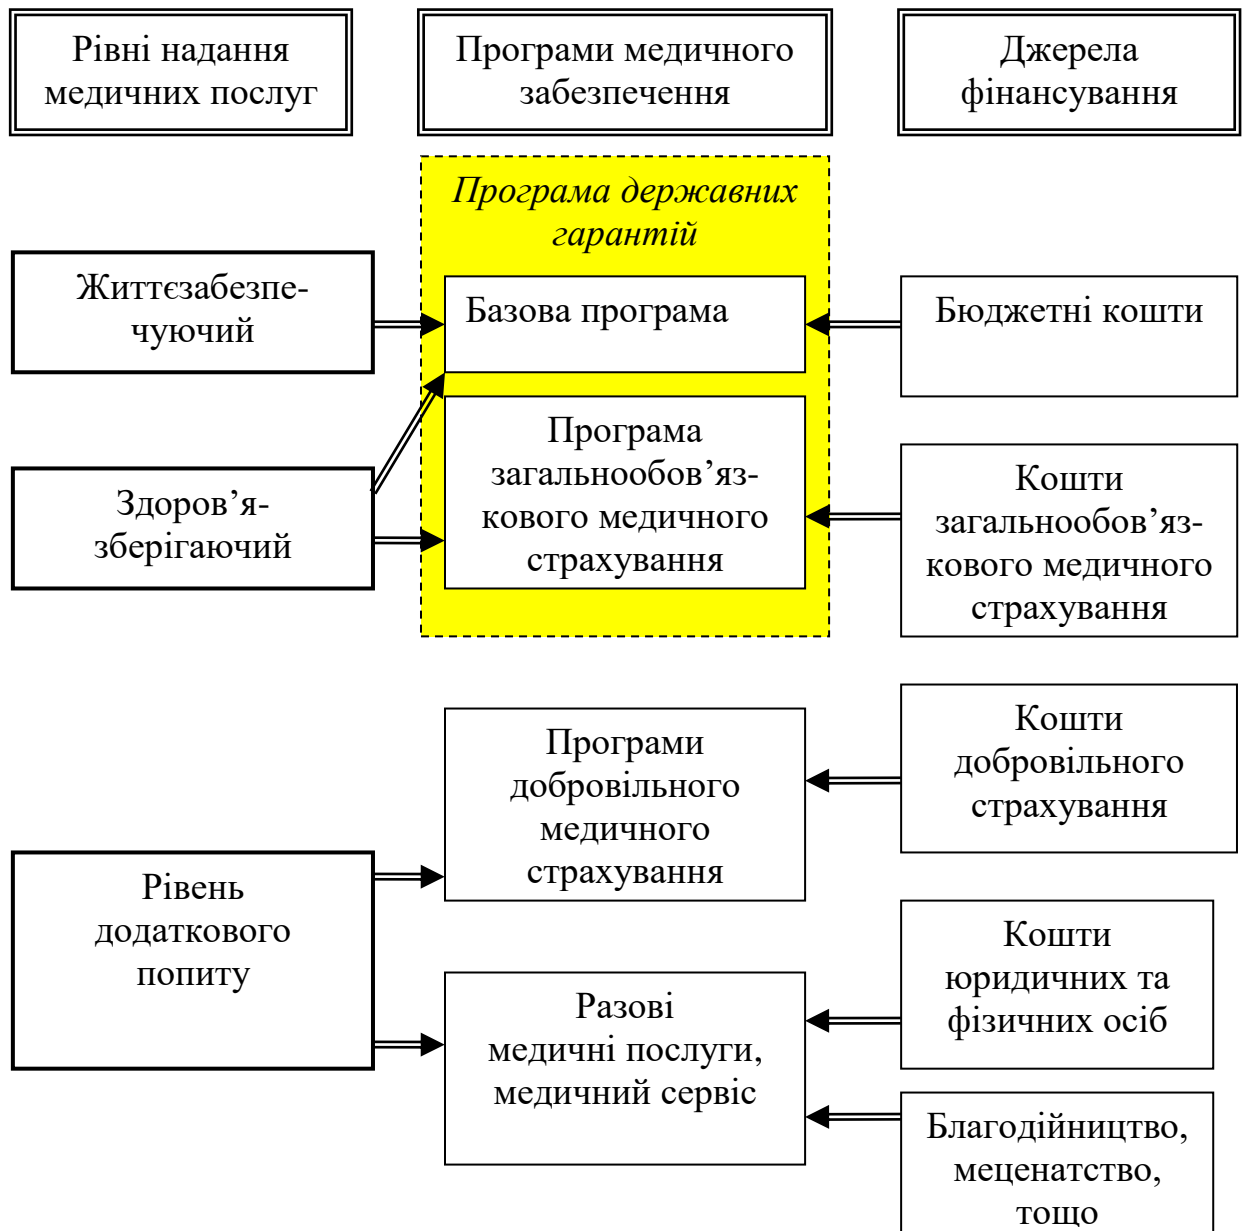 Рівні надання
медичних послуг
Програми медичного
забезпечення
Джерела
фінансування
Програма державних
гарантій
Життєзабезпе-
чуючий
Базова програма
Бюджетні кошти
Здоров’я-
зберігаючий
Програма
загальнообов’яз-
кового медичного
страхування
Кошти
загальнообов’яз-
кового медичного
страхування
Програми
добровільного
медичного
страхування
Кошти
добровільного
страхування
Рівень
додаткового
попиту
Разові
медичні послуги,
медичний сервіс
Кошти
юридичних та
фізичних осіб
Благодійництво,
меценатство,
тощо